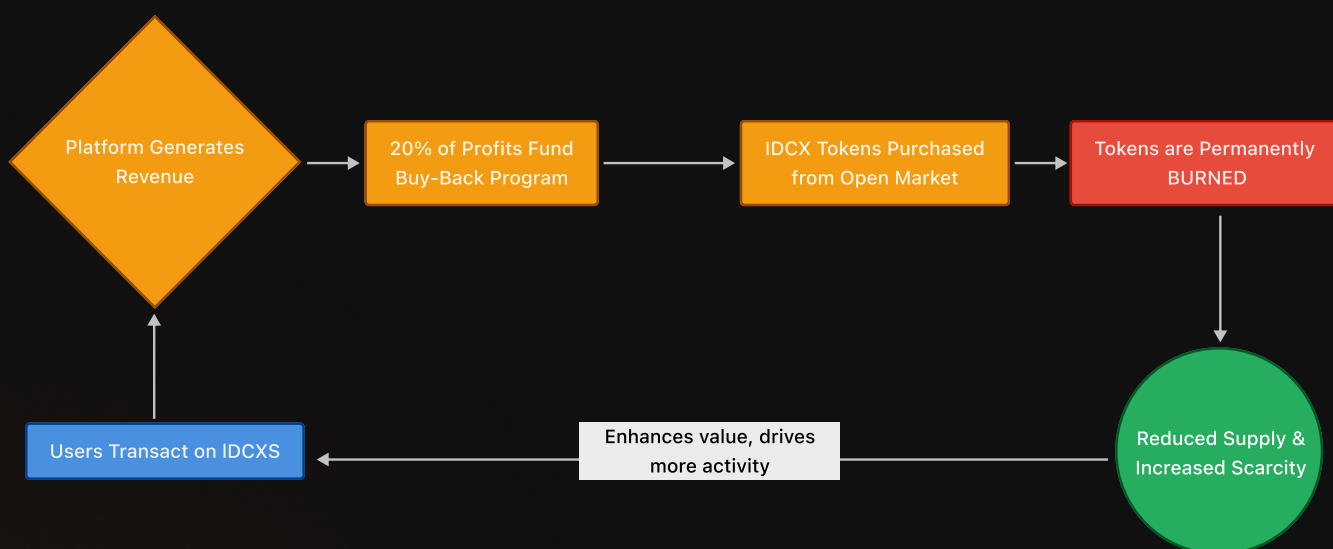 Platform Generates
Revenue
20% of Profits Fund
Buy-Back Program
IDCX Tokens Purchased
from Open Market
Tokens are Permanently
BURNED
Reduced Supply &
Increased Scarcity
Enhances value, drives
more activity
Users Transact on IDCXS